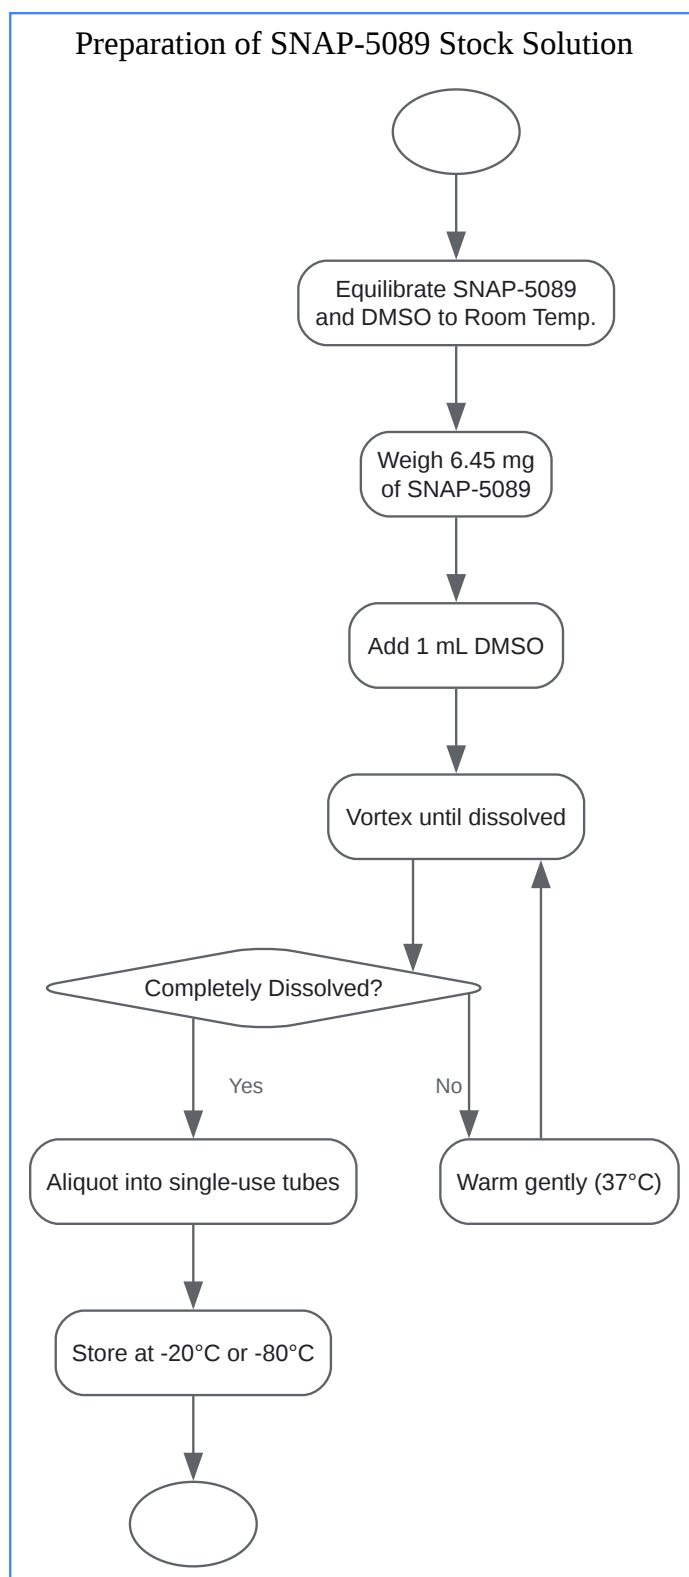 Preparation of SNAP-5089 Stock Solution
Equilibrate SNAP-5089
and DMSO to Room Temp.
Weigh 6.45 mg
of SNAP-5089
Add 1 mL DMSO
Vortex until dissolved
Completely Dissolved?
Yes
No
Aliquot into single-use tubes
Warm gently (37°C)
Store at -20°C or -80°C